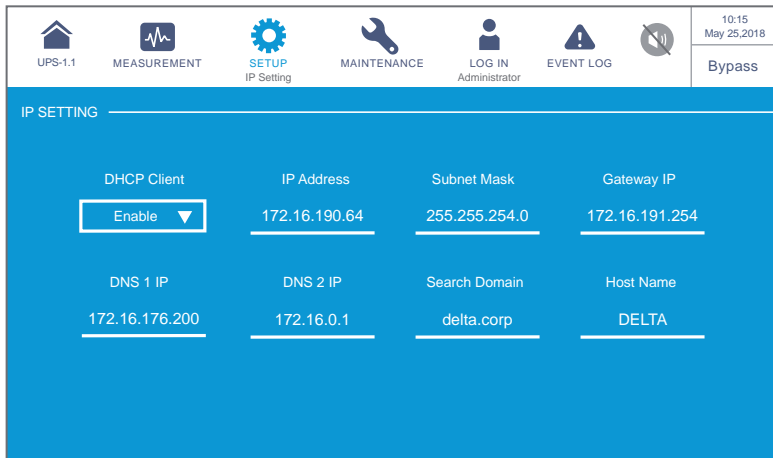 10:15
May 25,2018
UPS-1.1 MEASUREMENT SETUP MAINTENANCE LOG IN EVENT LOG
IP Setting Administrator
Bypass
IP SETTING
DHCP Client IP Address Subnet Mask Gateway IP
Enable 172.16.190.64 255.255.254.0 172.16.191.254
DNS 1 IP DNS 2 IP Search Domain Host Name
172.16.176.200 172.16.0.1 delta.corp DELTA